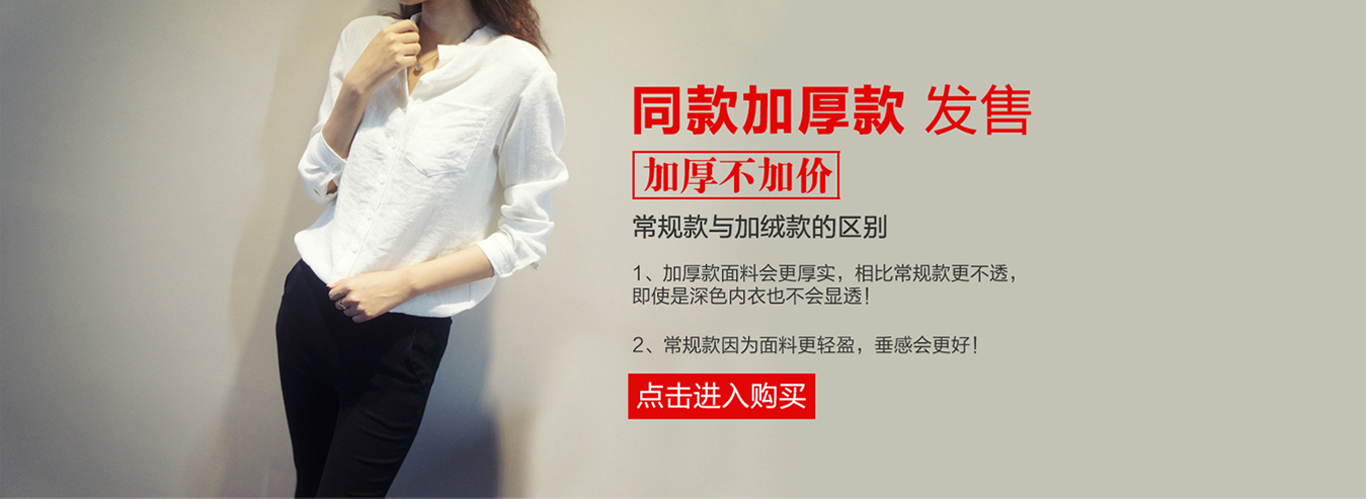 同款加厚款 发售
加厚不加价
常规款与加绒款的区别
1、加厚款面料会更厚实，相比常规款更不透，
即使是深色内衣也不会显透！
2、常规款因为面料更轻盈，垂感会更好！
点击进入购买